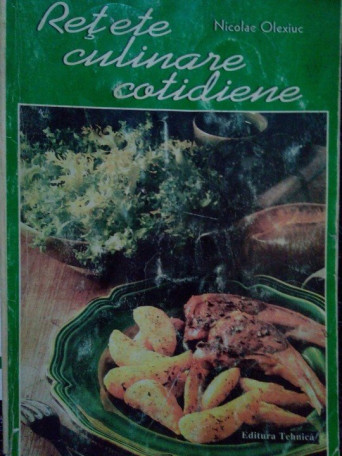 Rețete
culinare
cotidiene
Nicolae Olexiuc
Editura Tehnică